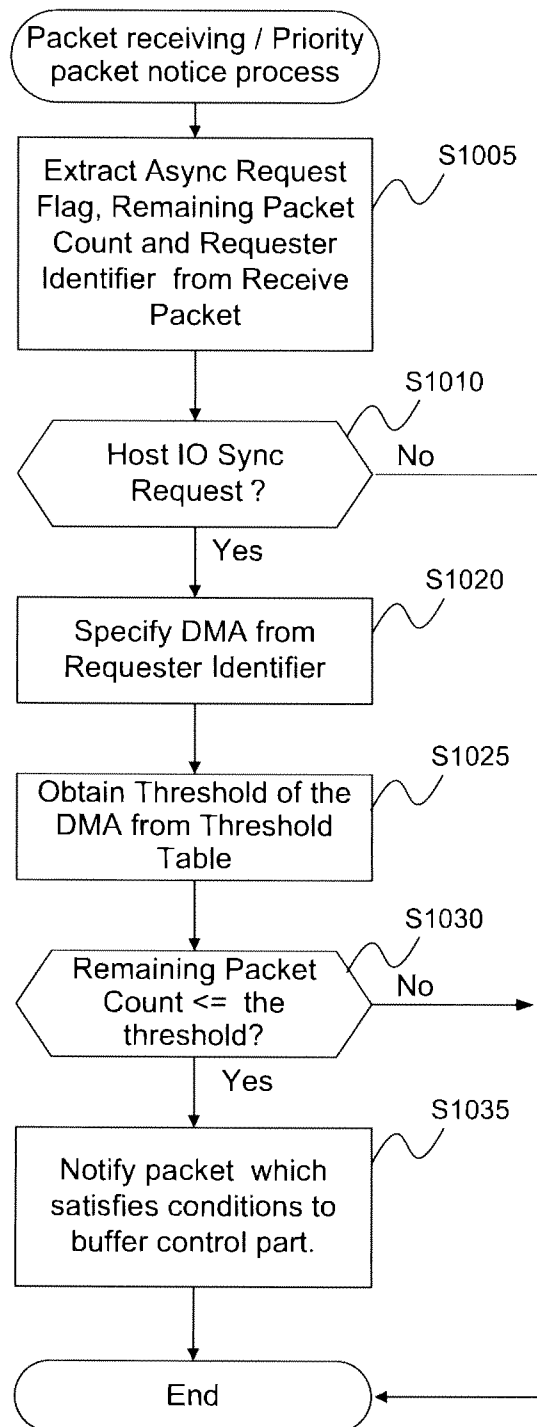 Packet receiving / Priority
packet notice process
S1005
Extract Async Request
Flag, Remaining Packet
Count and Requester
Identifier from Receive
Packet
S1010
Host IO Sync
Request ?
No
Yes
S1020
Specify DMA from
Requester Identifier
S1025
Obtain Threshold of the
DMA from Threshold
Table
S1030
Remaining Packet
Count <= the
threshold?
No
Yes
S1035
Notify packet which
satisfies conditions to
buffer control part.
End